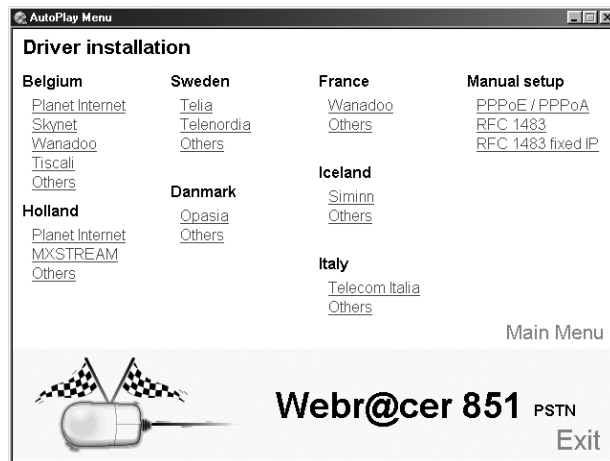 AutoPlay Menu
Driver installation
Belgium
Planet Internet
Skynet
Wanadoo
Tiscali
Others
Holland
Planet Internet
MXSTREAM
Others
Sweden
Telia
Telenordia
Others
Danmark
Opasia
Others
France
Wanadoo
Others
Iceland
Siminn
Others
Italy
Telecom Italia
Others
Manual setup
PPPoE / PPPoA
RFC 1483
RFC 1483 fixed IP
Main Menu
Webr@cer 851 PSTN
Exit